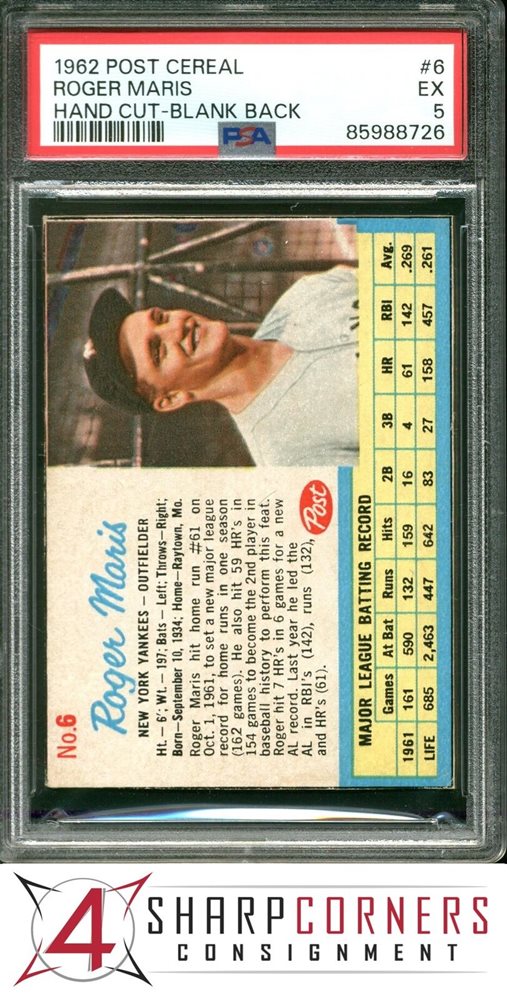 1962 POST CEREAL #6
ROGER MARIS EX
HAND CUT-BLANK BACK 5
PSA 85988726
No.6
Roger Maris
NEW YORK YANKEES – OUTFIELDER
Ht. – 6'; Wt. – 197; Bats – Left; Throws–Right;
Born–September 10, 1934; Home–Raytown, Mo.
Roger Maris hit home run #61 on
Oct. 1, 1961, to set a new major league
record for home runs in one season
(162 games). He also hit 59 HR's in
154 games to become the 2nd player in
baseball history to perform this feat.
Roger hit 7 HR's in 6 games for a new
AL record. Last year he led the
AL in RBI's (142), runs (132),
and HR's (61).
Post
MAJOR LEAGUE BATTING RECORD
Games At Bat Runs Hits 2B 3B HR RBI Avg.
1961 161 590 132 159 16 4 61 142 .269
LIFE 685 2,463 447 642 83 27 158 457 .261
4 SHARPCORNERS
CONSIGNMENT